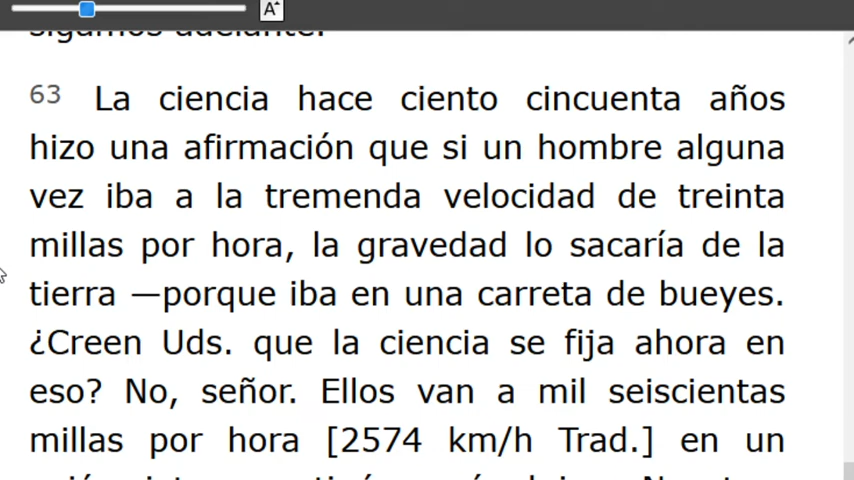 A
sigamos adelante.
63 La ciencia hace ciento cincuenta años
hizo una afirmación que si un hombre alguna
vez iba a la tremenda velocidad de treinta
millas por hora, la gravedad lo sacaría de la
tierra —porque iba en una carreta de bueyes.
¿Creen Uds. que la ciencia se fija ahora en
eso? No, señor. Ellos van a mil seiscientas
millas por hora [2574 km/h Trad.] en un